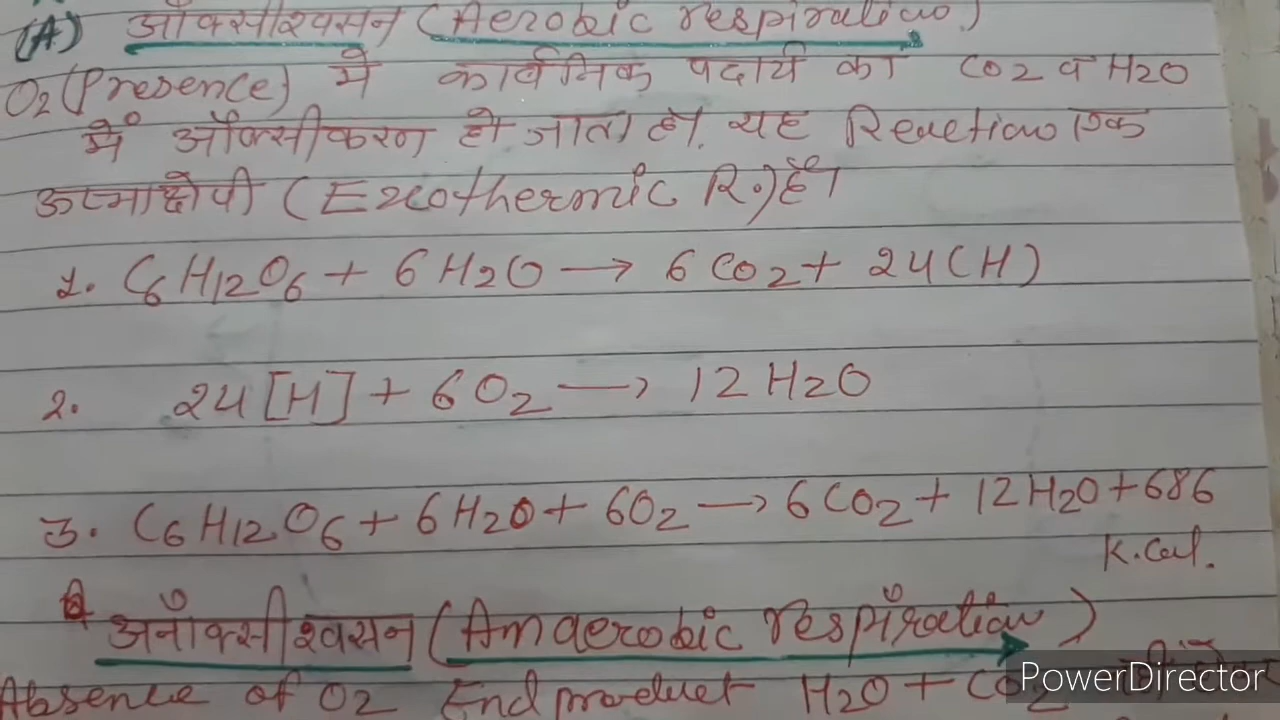 (A) ऑक्सीश्वसन (Aerobic respiration)
O2 (Presence) में कार्बनिक पदार्थ का CO2 व H2O
में ऑक्सीकरण हो जाता है. यह Reaction एक
ऊष्माक्षेपी (Exothermic R.) है।
1. C6H12O6 + 6H2O → 6CO2 + 24(H)
2. 24[H] + 6O2 → 12H2O
3. C6H12O6 + 6H2O + 6O2 → 6CO2 + 12H2O + 686
K.Cal.
अनॉक्सीश्वसन (Anaerobic respiration)
Absence of O2 End product H2O + CO2
PowerDirector